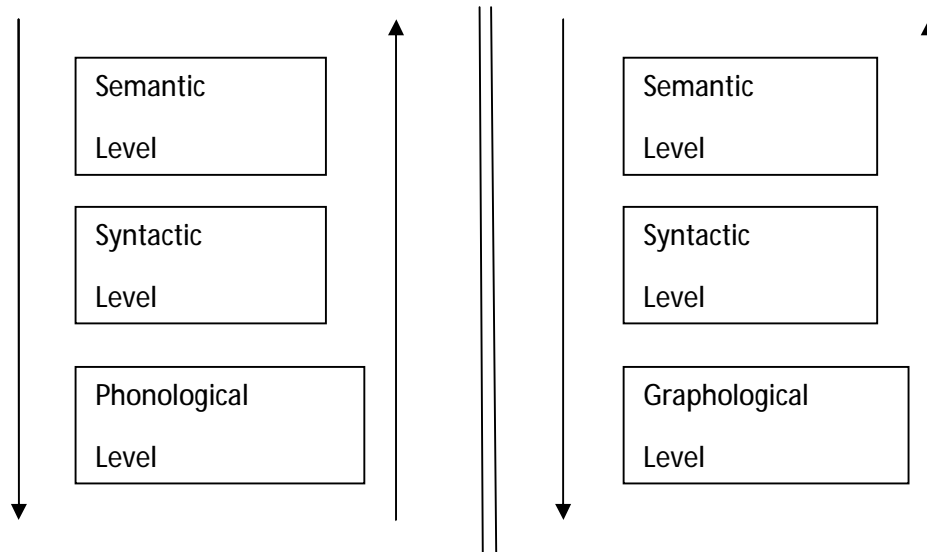 Semantic
Level
Syntactic
Level
Phonological
Level
Semantic
Level
Syntactic
Level
Graphological
Level